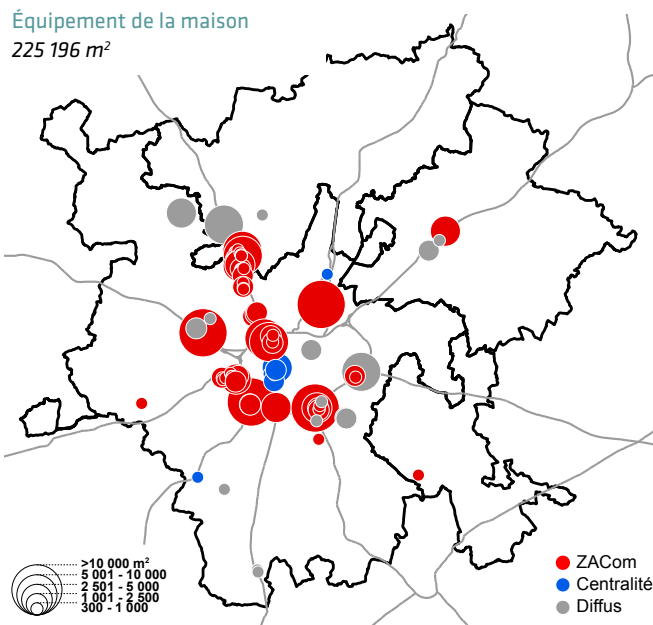 Équipement de la maison
225 196 m²
>10 000 m²
5 001 - 10 000
2 501 - 5 000
1 001 - 2 500
300 - 1 000
ZACom
Centralité
Diffus